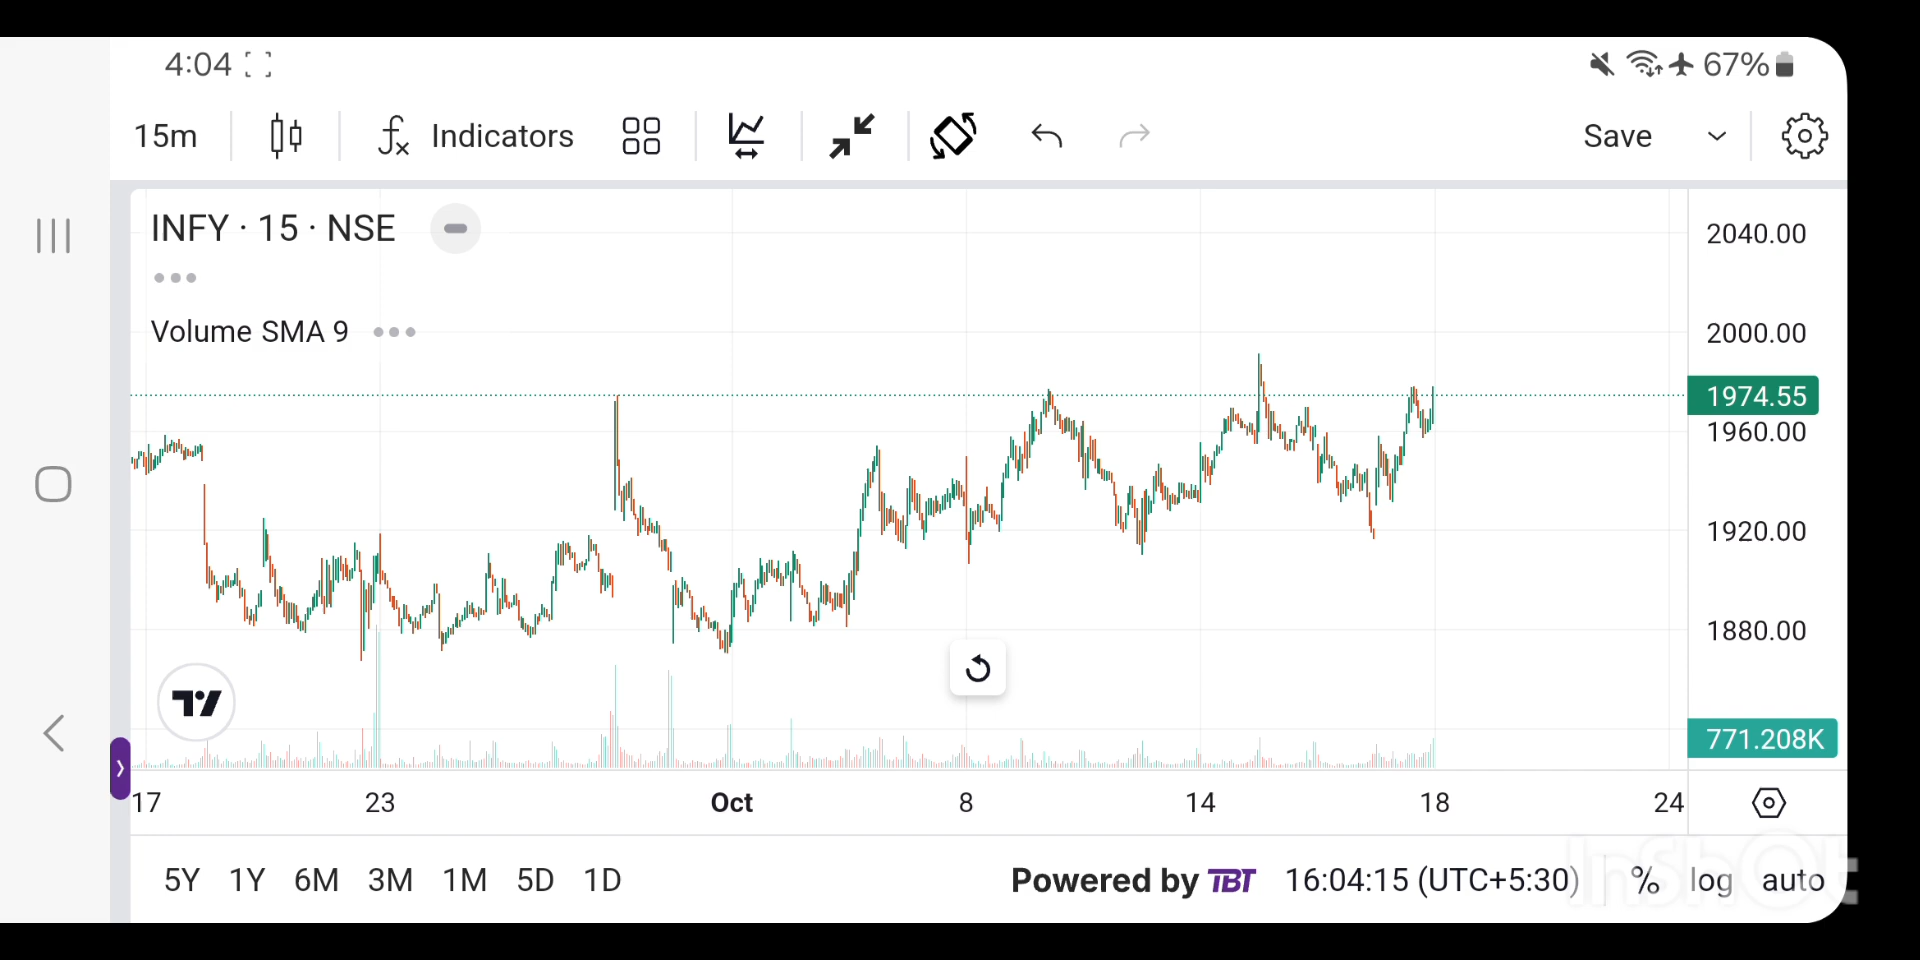 4:04 67%
15m Indicators Save
INFY · 15 · NSE
Volume SMA 9
2040.00
2000.00
1974.55
1960.00
1920.00
1880.00
771.208K
17 23 Oct 8 14 18 24
5Y 1Y 6M 3M 1M 5D 1D Powered by TBT 16:04:15 (UTC+5:30) % log auto
InShOt